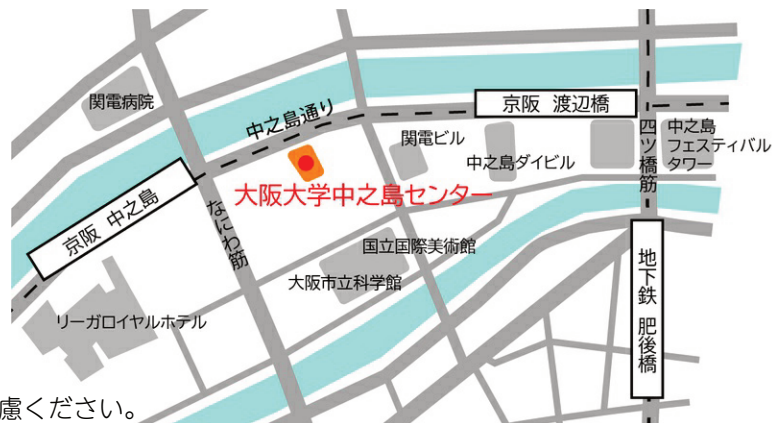 関電病院
中之島通り
京阪 渡辺橋
関電ビル
中之島ダイビル
四ツ橋筋
中之島
フェスティバル
タワー
大阪大学中之島センター
京阪 中之島
なにわ筋
国立国際美術館
大阪市立科学館
リーガロイヤルホテル
地下鉄 肥後橋
慮ください。